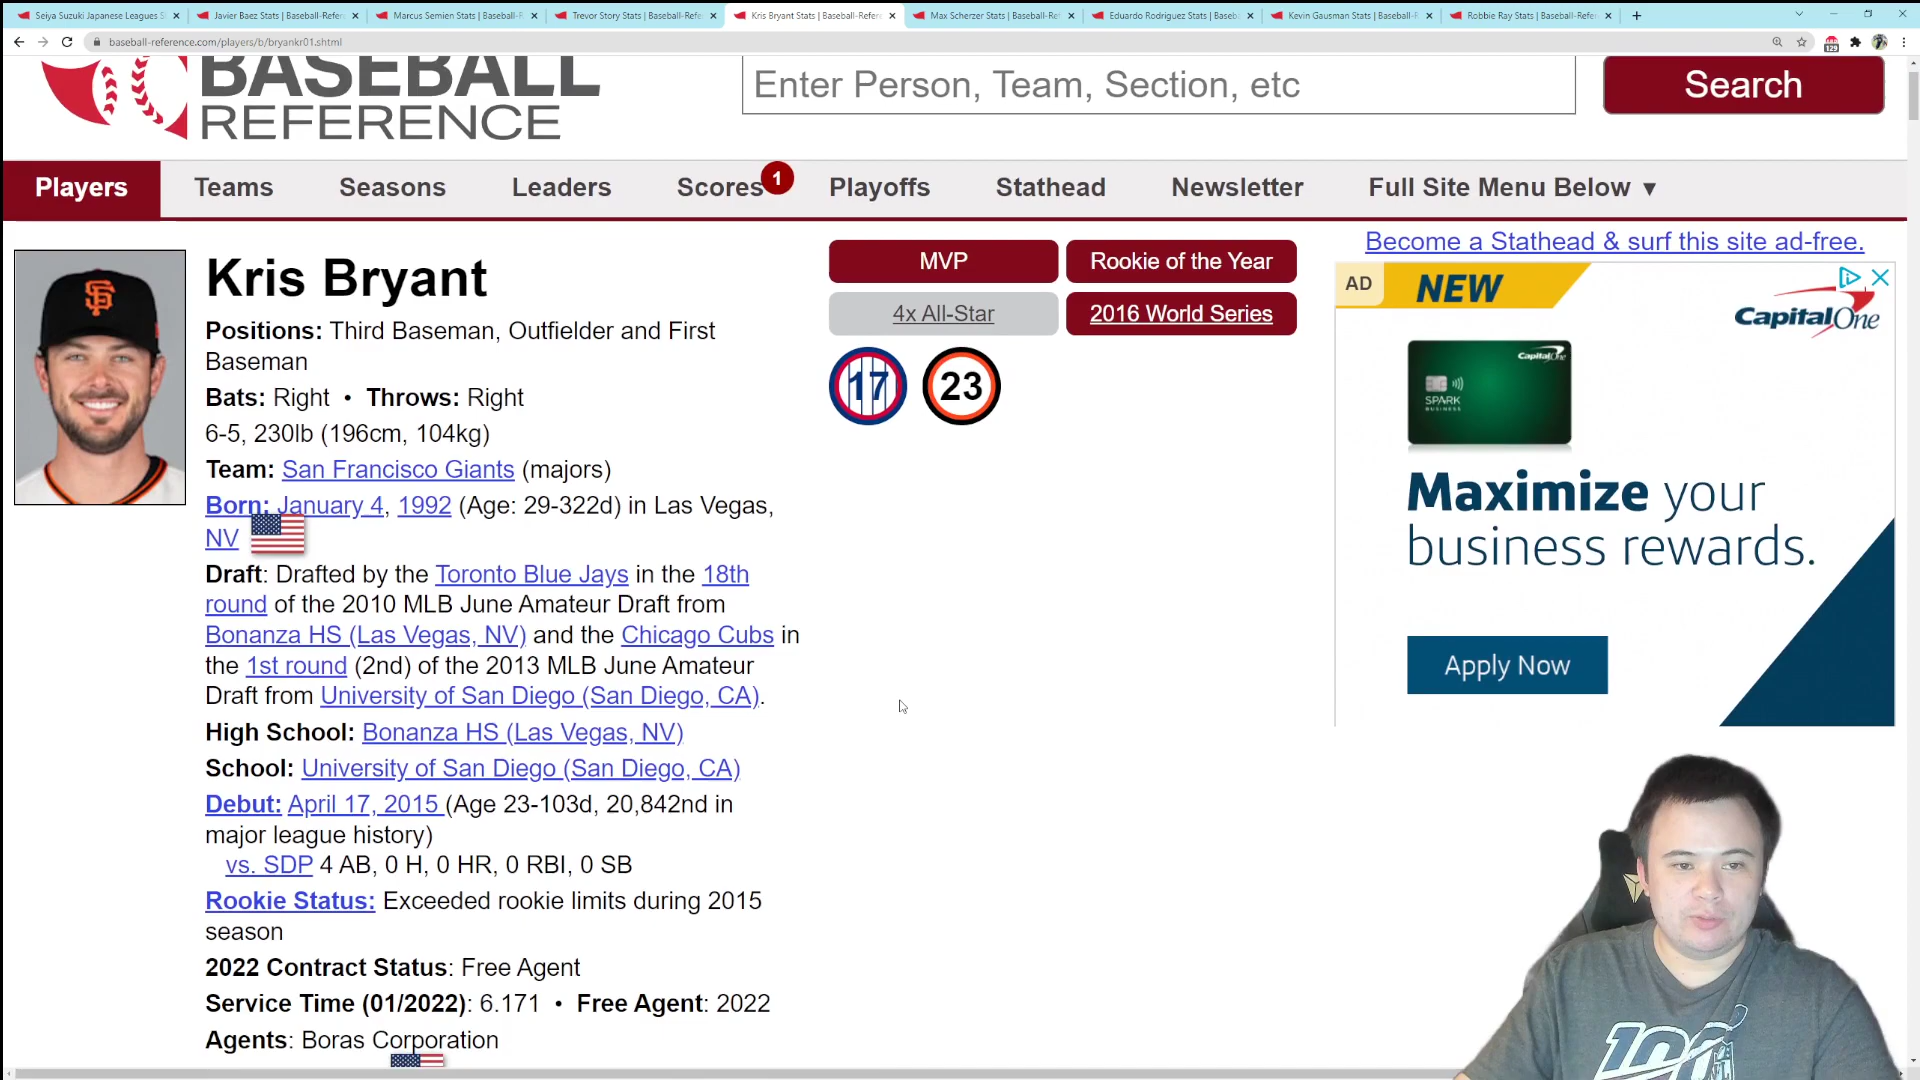 Seiya Suzuki Japanese Leagues S
Javier Baez Stats | Baseball-Refer
Marcus Semien Stats | Baseball-R
Trevor Story Stats | Baseball-Refe
Kris Bryant Stats | Baseball-Refere
Max Scherzer Stats | Baseball-Ref
Eduardo Rodriguez Stats | Baseba
Kevin Gausman Stats | Baseball-R
Robbie Ray Stats | Baseball-Refer
baseball-reference.com/players/b/bryankr01.shtml
129
BASEBALL
REFERENCE
Enter Person, Team, Section, etc
Search
Players
Teams
Seasons
Leaders
Scores
1
Playoffs
Stathead
Newsletter
Full Site Menu Below ▼
Kris Bryant
Positions: Third Baseman, Outfielder and First
Baseman
Bats: Right • Throws: Right
6-5, 230lb (196cm, 104kg)
Team: San Francisco Giants (majors)
Born: January 4, 1992 (Age: 29-322d) in Las Vegas,
NV
Draft: Drafted by the Toronto Blue Jays in the 18th
round of the 2010 MLB June Amateur Draft from
Bonanza HS (Las Vegas, NV) and the Chicago Cubs in
the 1st round (2nd) of the 2013 MLB June Amateur
Draft from University of San Diego (San Diego, CA).
High School: Bonanza HS (Las Vegas, NV)
School: University of San Diego (San Diego, CA)
Debut: April 17, 2015 (Age 23-103d, 20,842nd in
major league history)
vs. SDP 4 AB, 0 H, 0 HR, 0 RBI, 0 SB
Rookie Status: Exceeded rookie limits during 2015
season
2022 Contract Status: Free Agent
Service Time (01/2022): 6.171 • Free Agent: 2022
Agents: Boras Corporation
MVP
Rookie of the Year
4x All-Star
2016 World Series
17
23
Become a Stathead & surf this site ad-free.
AD
NEW
Capital One
Capital One
SPARK
BUSINESS
Maximize your
business rewards.
Apply Now
SF
100